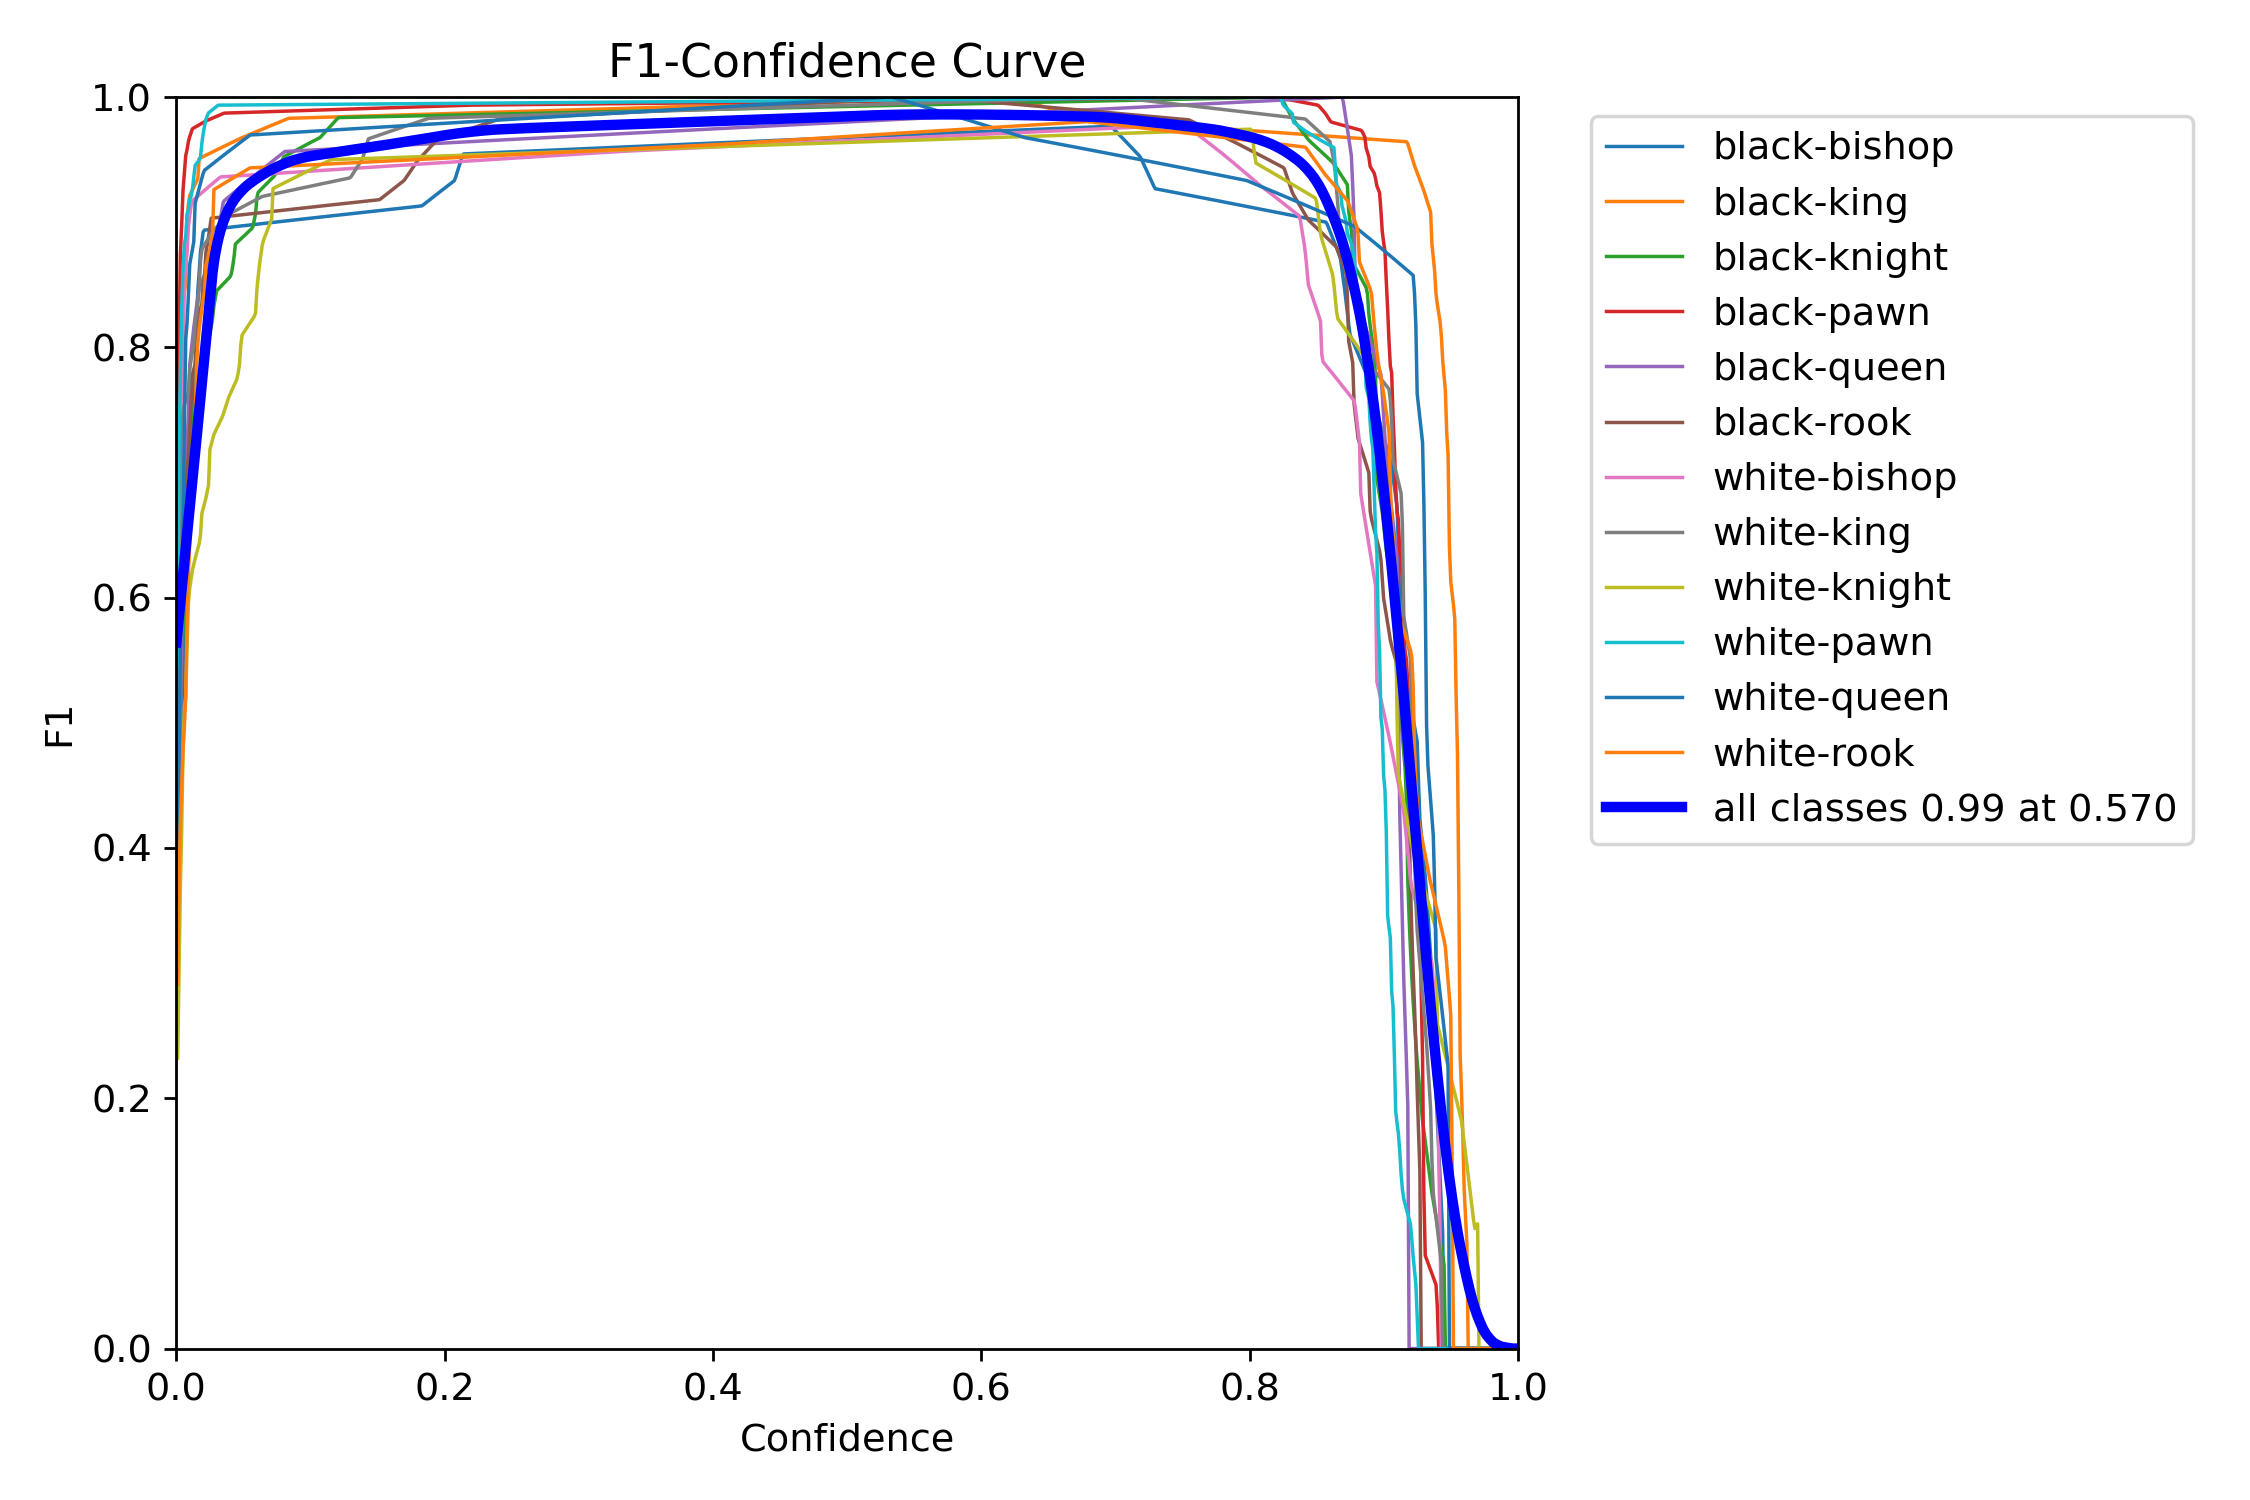 F1-Confidence Curve
1.0
0.8
0.6
0.4
0.2
0.0
F1
0.0 0.2 0.4 0.6 0.8 1.0
Confidence
black-bishop
black-king
black-knight
black-pawn
black-queen
black-rook
white-bishop
white-king
white-knight
white-pawn
white-queen
white-rook
all classes 0.99 at 0.570